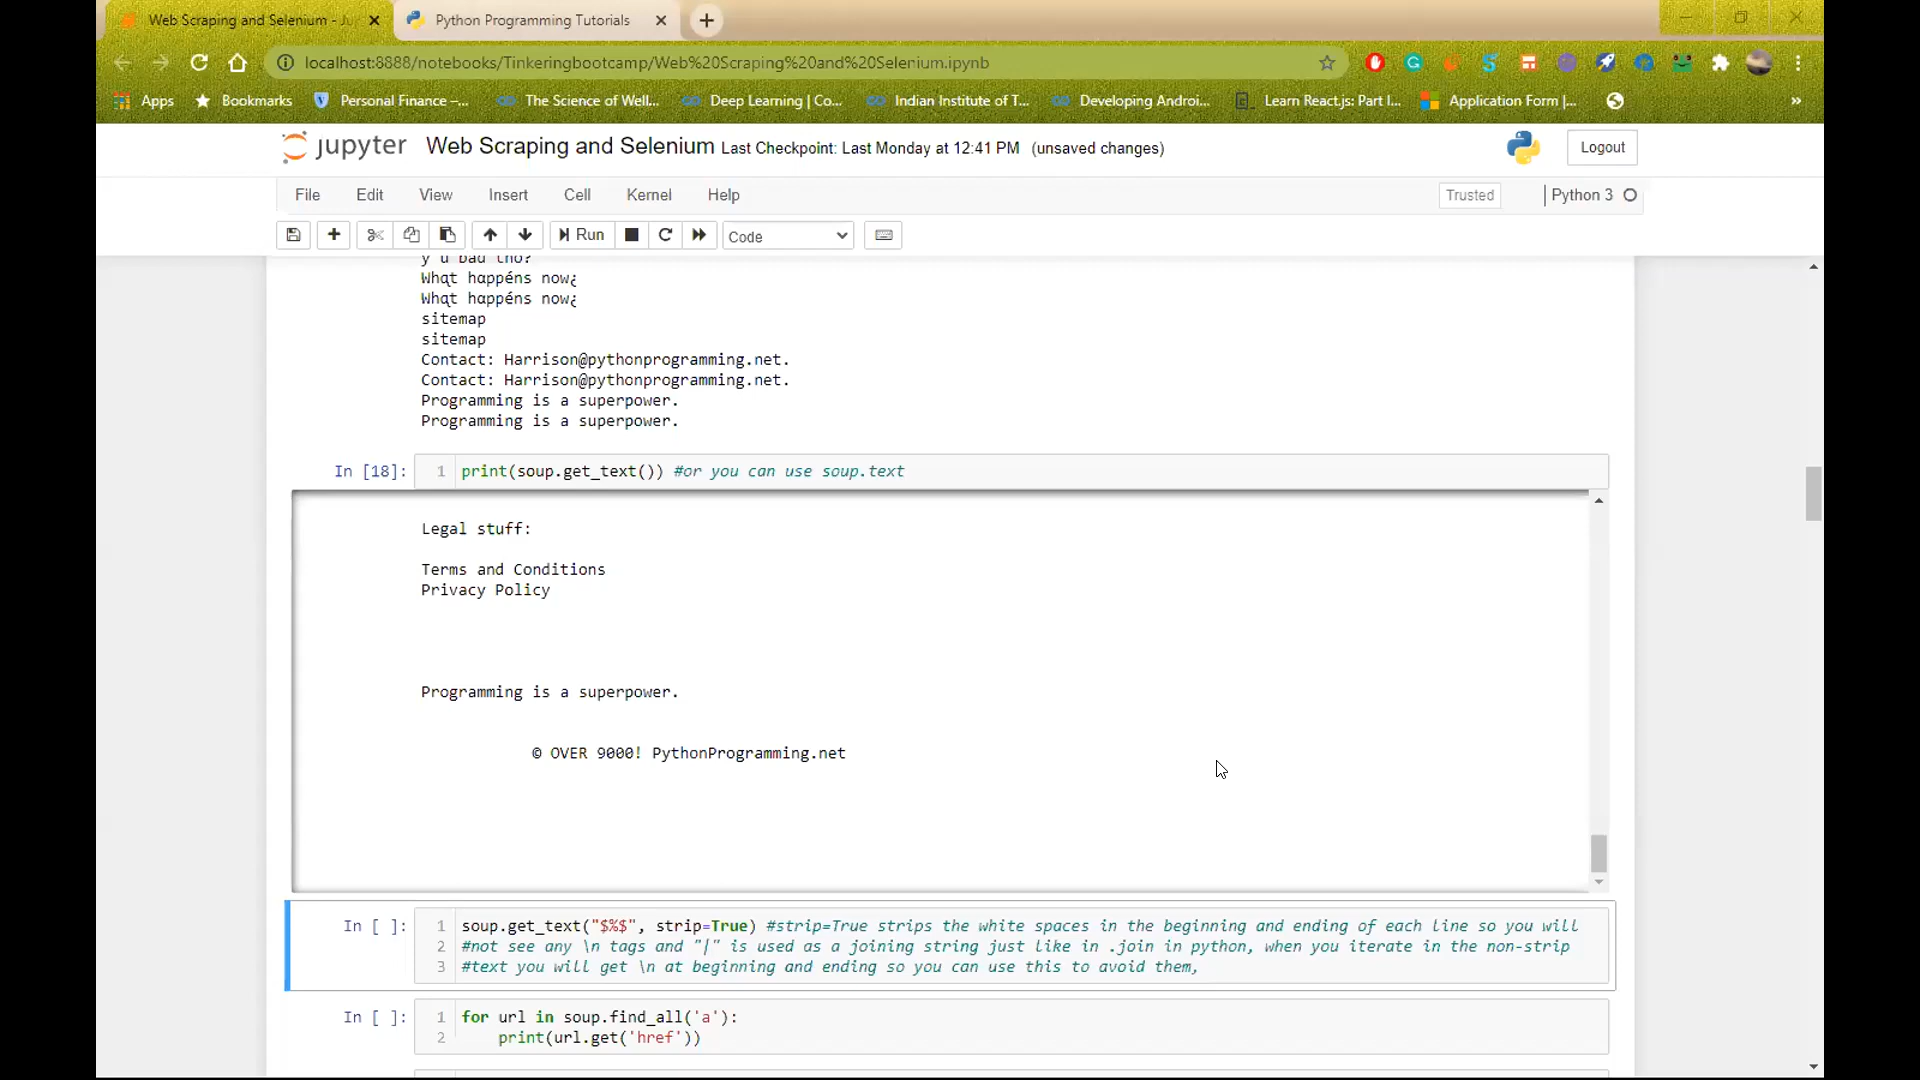 Web Scraping and Selenium - Ju
Python Programming Tutorials
localhost:8888/notebooks/Tinkeringbootcamp/Web%20Scraping%20and%20Selenium.ipynb
Apps
Bookmarks
Personal Finance –...
The Science of Well...
Deep Learning | Co...
Indian Institute of T...
Developing Androi...
Learn React.js: Part I...
Application Form |...
»
jupyter Web Scraping and Selenium Last Checkpoint: Last Monday at 12:41 PM (unsaved changes)
Logout
File Edit View Insert Cell Kernel Help
Trusted
Python 3
Run
Code
y u bad tho?
Whąt hαppéns now¿
Whąt hαppéns now¿
sitemap
sitemap
Contact: Harrison@pythonprogramming.net.
Contact: Harrison@pythonprogramming.net.
Programming is a superpower.
Programming is a superpower.
In [18]: 1 print(soup.get_text()) #or you can use soup.text
Legal stuff:
Terms and Conditions
Privacy Policy
Programming is a superpower.
© OVER 9000! PythonProgramming.net
In [ ]: 1 soup.get_text("$%$", strip=True) #strip=True strips the white spaces in the beginning and ending of each line so you will
2 #not see any \n tags and "|" is used as a joining string just like in .join in python, when you iterate in the non-strip
3 #text you will get \n at beginning and ending so you can use this to avoid them,
In [ ]: 1 for url in soup.find_all('a'):
2 print(url.get('href'))